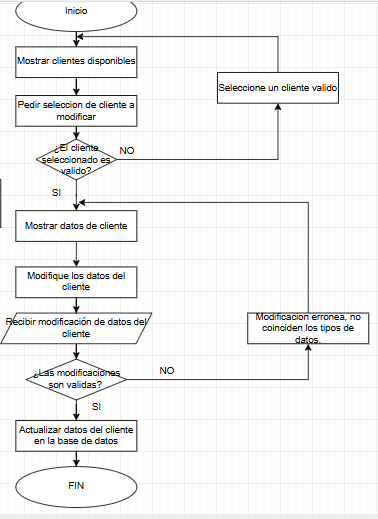 Inicio
Mostrar clientes disponibles
Seleccione un cliente valido
Pedir seleccion de cliente a
modificar
¿El cliente
seleccionado es
valido?
NO
SI
Mostrar datos de cliente
Modifique los datos del
cliente
Recibir modificación de datos del
cliente
Modificacion erronea, no
coinciden los tipos de
datos.
¿Las modificaciones
son validas?
NO
SI
Actualizar datos del cliente
en la base de datos
FIN